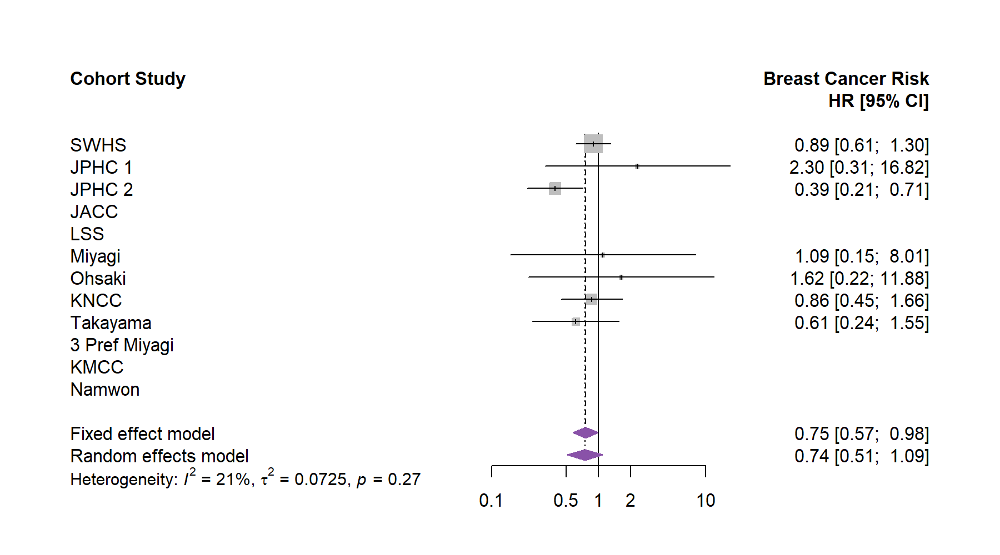 Cohort Study
Breast Cancer Risk
HR [95% CI]
SWHS 0.89 [0.61; 1.30]
JPHC 1 2.30 [0.31; 16.82]
JPHC 2 0.39 [0.21; 0.71]
JACC
LSS
Miyagi 1.09 [0.15; 8.01]
Ohsaki 1.62 [0.22; 11.88]
KNCC 0.86 [0.45; 1.66]
Takayama 0.61 [0.24; 1.55]
3 Pref Miyagi
KMCC
Namwon
Fixed effect model 0.75 [0.57; 0.98]
Random effects model 0.74 [0.51; 1.09]
Heterogeneity: I² = 21%, τ² = 0.0725, p = 0.27
0.1 0.5 1 2 10